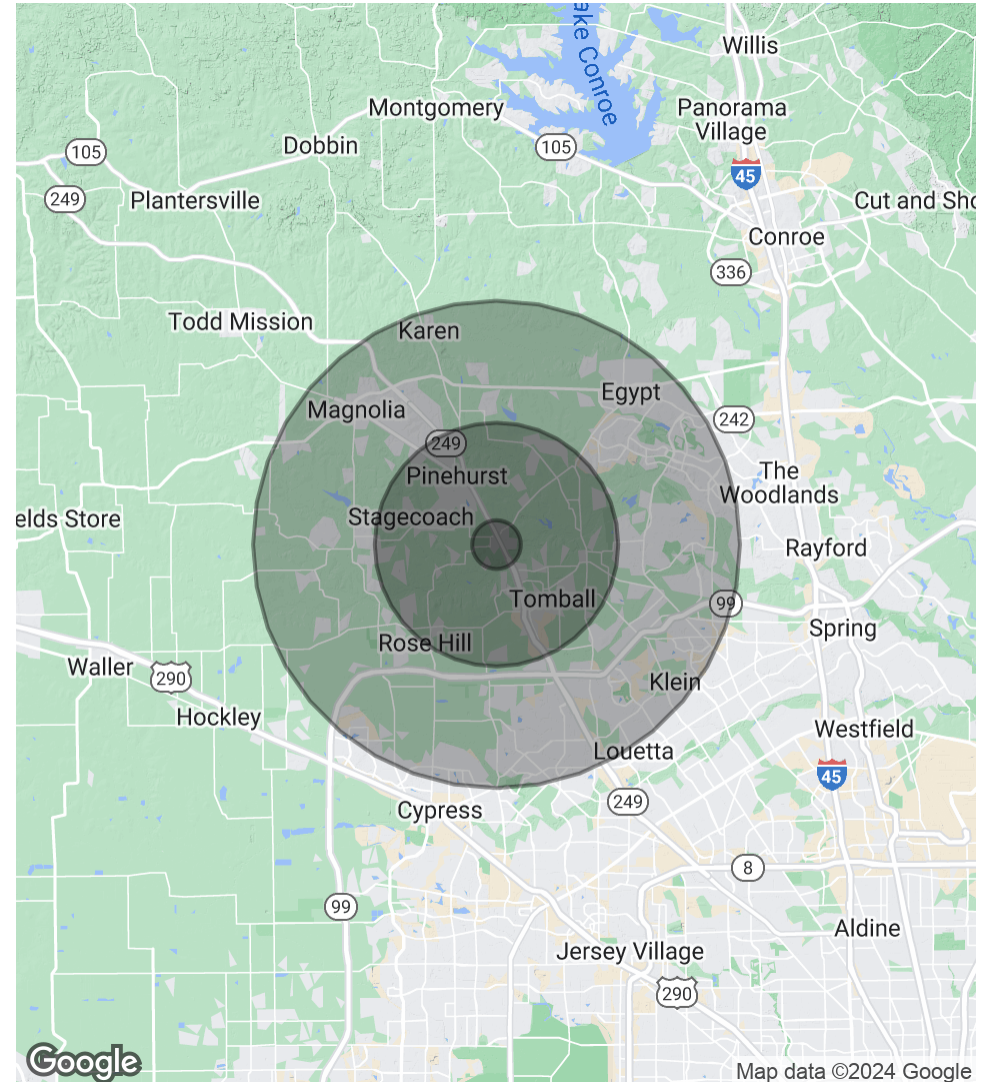 Willis
Lake Conroe
Montgomery
Panorama
Village
Dobbin
105
105
45
249
Plantersville
Cut and Sho
Conroe
336
Todd Mission
Karen
Egypt
Magnolia
242
249
The
Woodlands
Pinehurst
Stagecoach
elds Store
Rayford
Tomball
99
Spring
Rose Hill
Waller
290
Klein
Hockley
Westfield
Louetta
45
249
Cypress
8
99
Aldine
Jersey Village
290
Google
Map data ©2024 Google